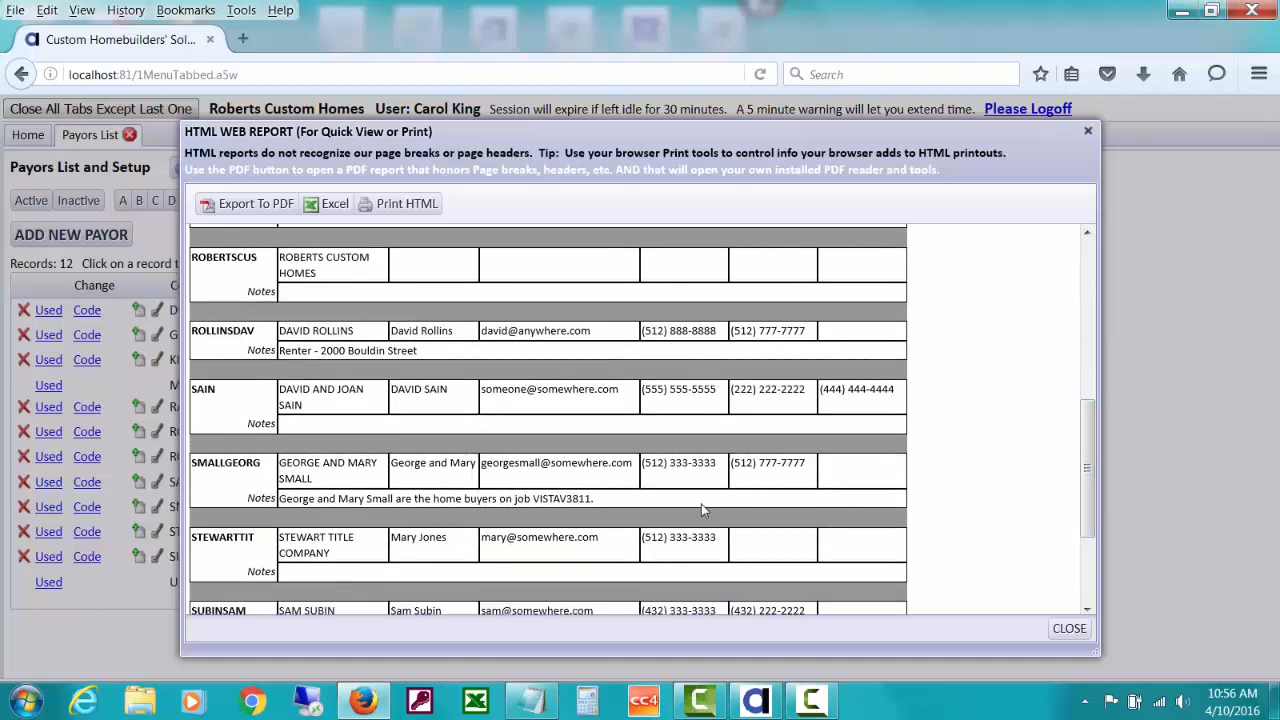 File Edit View History Bookmarks Tools Help
Custom Homebuilders' Sol...
localhost:81/1MenuTabbed.a5w
Search
Close All Tabs Except Last One Roberts Custom Homes User: Carol King Session will expire if left idle for 30 minutes. A 5 minute warning will let you extend time. Please Logoff
Home Payors List
HTML WEB REPORT (For Quick View or Print)
HTML reports do not recognize our page breaks or page headers. Tip: Use your browser Print tools to control info your browser adds to HTML printouts.
Use the PDF button to open a PDF report that honors Page breaks, headers, etc. AND that will open your own installed PDF reader and tools.
Payors List and Setup
Active Inactive A B C D
ADD NEW PAYOR
Records: 12 Click on a record t
Change
Used Code D
Used Code G
Used Code K
Used M
Used Code R
Used Code R
Used Code R
Used Code S
Used Code S
Used Code S
Used Code S
Used U
Export To PDF Excel Print HTML
ROBERTSCUS ROBERTS CUSTOM
HOMES
Notes
ROLLINSDAV DAVID ROLLINS David Rollins david@anywhere.com (512) 888-8888 (512) 777-7777
Notes Renter - 2000 Bouldin Street
SAIN DAVID AND JOAN DAVID SAIN someone@somewhere.com (555) 555-5555 (222) 222-2222 (444) 444-4444
SAIN
Notes
SMALLGEORG GEORGE AND MARY George and Mary georgesmall@somewhere.com (512) 333-3333 (512) 777-7777
SMALL
Notes George and Mary Small are the home buyers on job VISTAV3811.
STEWARTTIT STEWART TITLE Mary Jones mary@somewhere.com (512) 333-3333
COMPANY
Notes
SUBINSAM SAM SUBIN Sam Subin sam@somewhere.com (432) 333-3333 (432) 222-2222
CLOSE
CC4
10:56 AM
4/10/2016